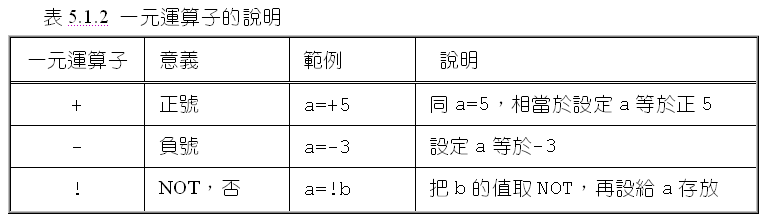 表 5.1.2 一元運算子的說明
一元運算子 意義 範例 說明
+ 正號 a=+5 同 a=5，相當於設定 a 等於正 5
- 負號 a=-3 設定 a 等於-3
! NOT，否 a=!b 把 b 的值取 NOT，再設給 a 存放